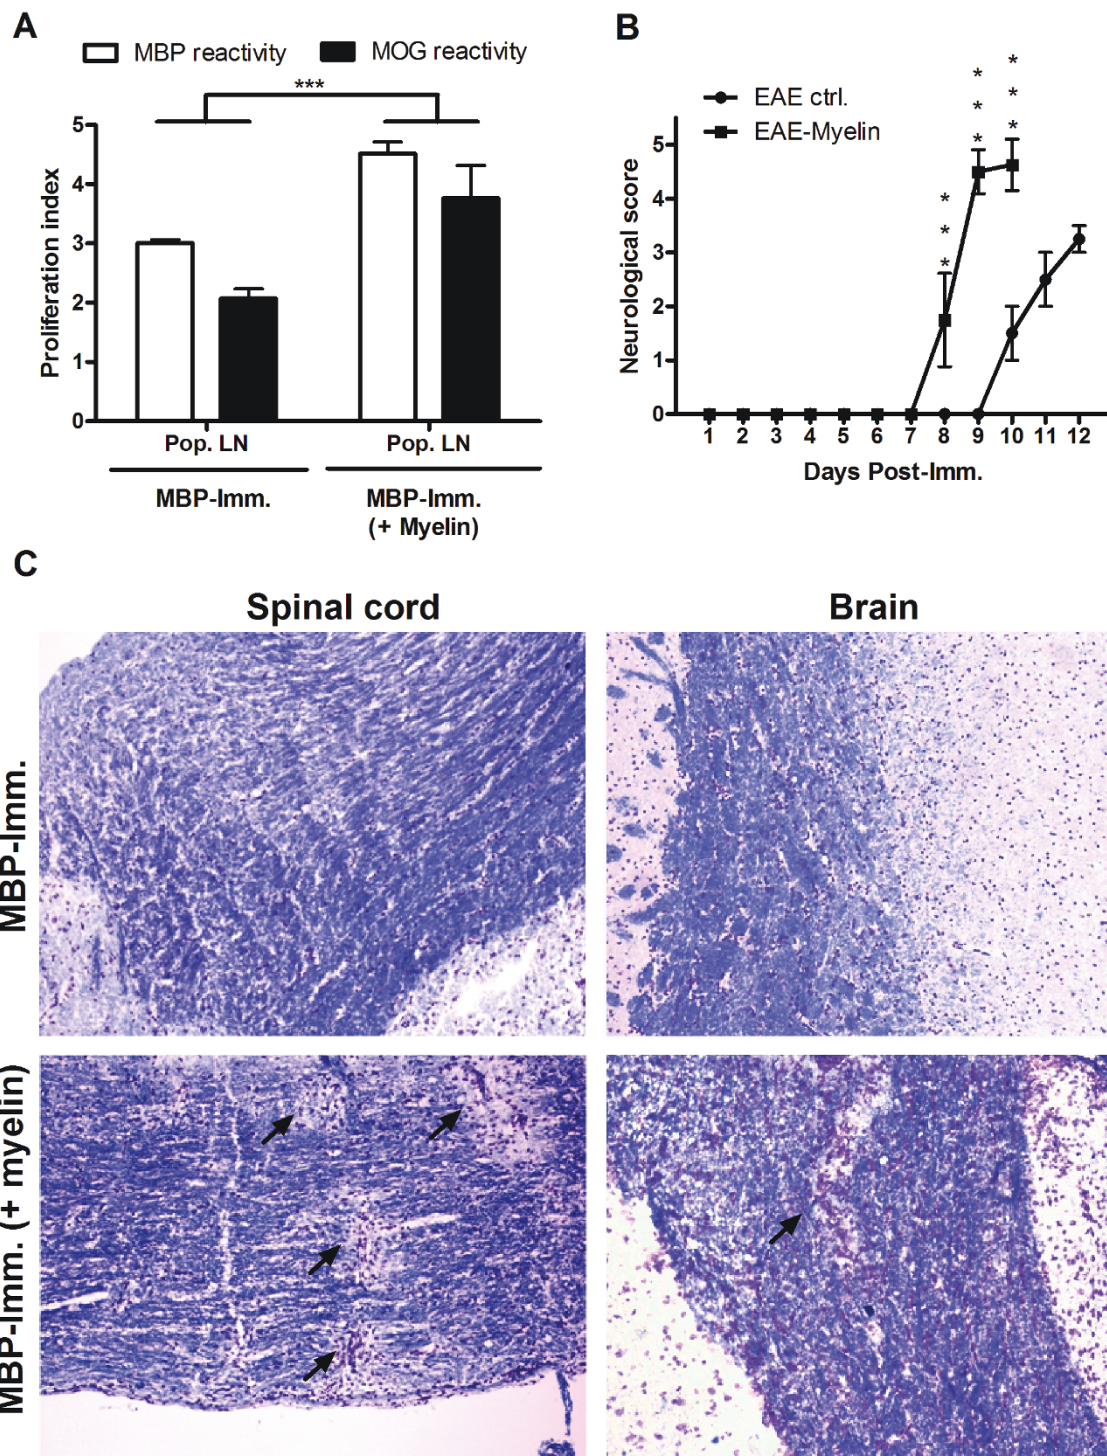 A
MBP reactivity
MOG reactivity
***
Proliferation index
5
4
3
2
1
0
Pop. LN
Pop. LN
MBP-Imm.
MBP-Imm.
(+ Myelin)
B
EAE ctrl.
EAE-Myelin
***
***
***
Neurological score
5
4
3
2
1
0
1 2 3 4 5 6 7 8 9 10 11 12
Days Post-Imm.
C
Spinal cord
Brain
MBP-Imm.
MBP-Imm. (+ myelin)